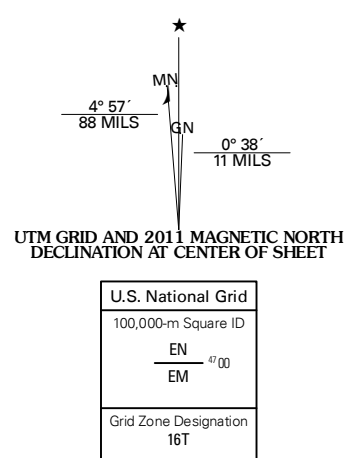 ★
MN
4° 57´
88 MILS
GN
0° 38´
11 MILS
UTM GRID AND 2011 MAGNETIC NORTH
DECLINATION AT CENTER OF SHEET
U.S. National Grid
100,000-m Square ID
EN
4700
EM
Grid Zone Designation
16T